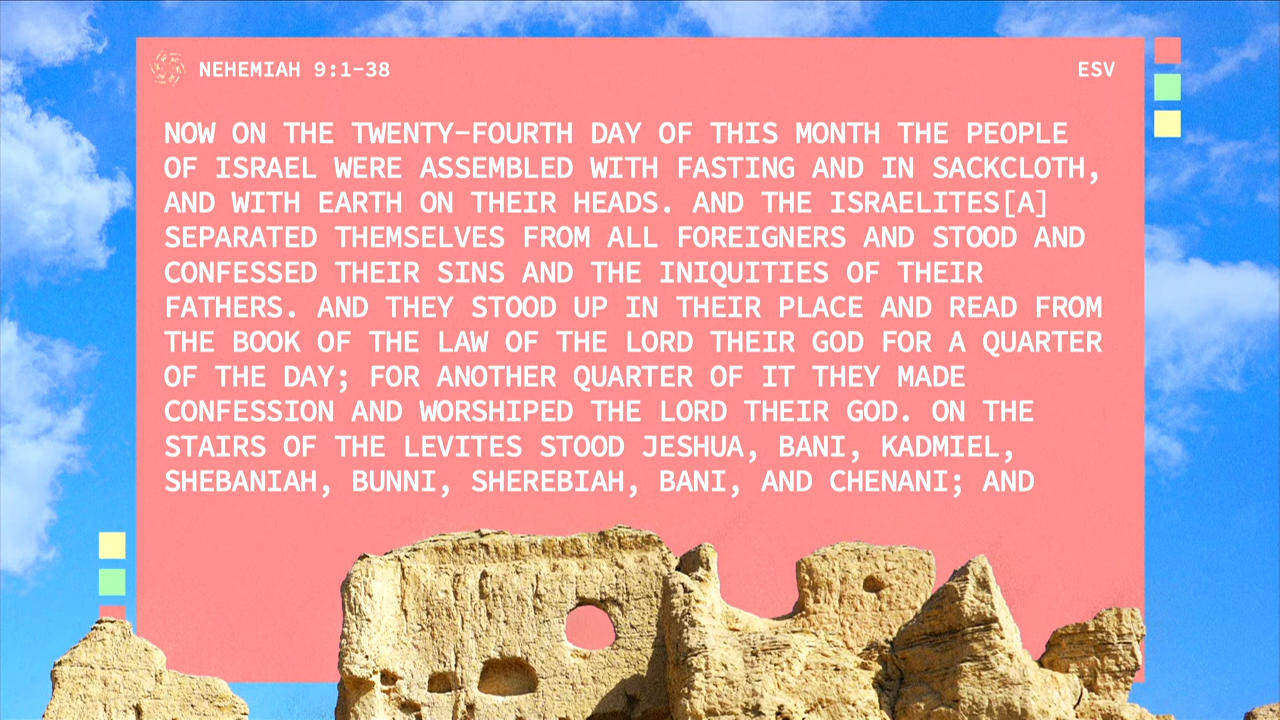 NEHEMIAH 9:1-38
ESV
NOW ON THE TWENTY-FOURTH DAY OF THIS MONTH THE PEOPLE
OF ISRAEL WERE ASSEMBLED WITH FASTING AND IN SACKCLOTH,
AND WITH EARTH ON THEIR HEADS. AND THE ISRAELITES[A]
SEPARATED THEMSELVES FROM ALL FOREIGNERS AND STOOD AND
CONFESSED THEIR SINS AND THE INIQUITIES OF THEIR
FATHERS. AND THEY STOOD UP IN THEIR PLACE AND READ FROM
THE BOOK OF THE LAW OF THE LORD THEIR GOD FOR A QUARTER
OF THE DAY; FOR ANOTHER QUARTER OF IT THEY MADE
CONFESSION AND WORSHIPED THE LORD THEIR GOD. ON THE
STAIRS OF THE LEVITES STOOD JESHUA, BANI, KADMIEL,
SHEBANIAH, BUNNI, SHEREBIAH, BANI, AND CHENANI; AND